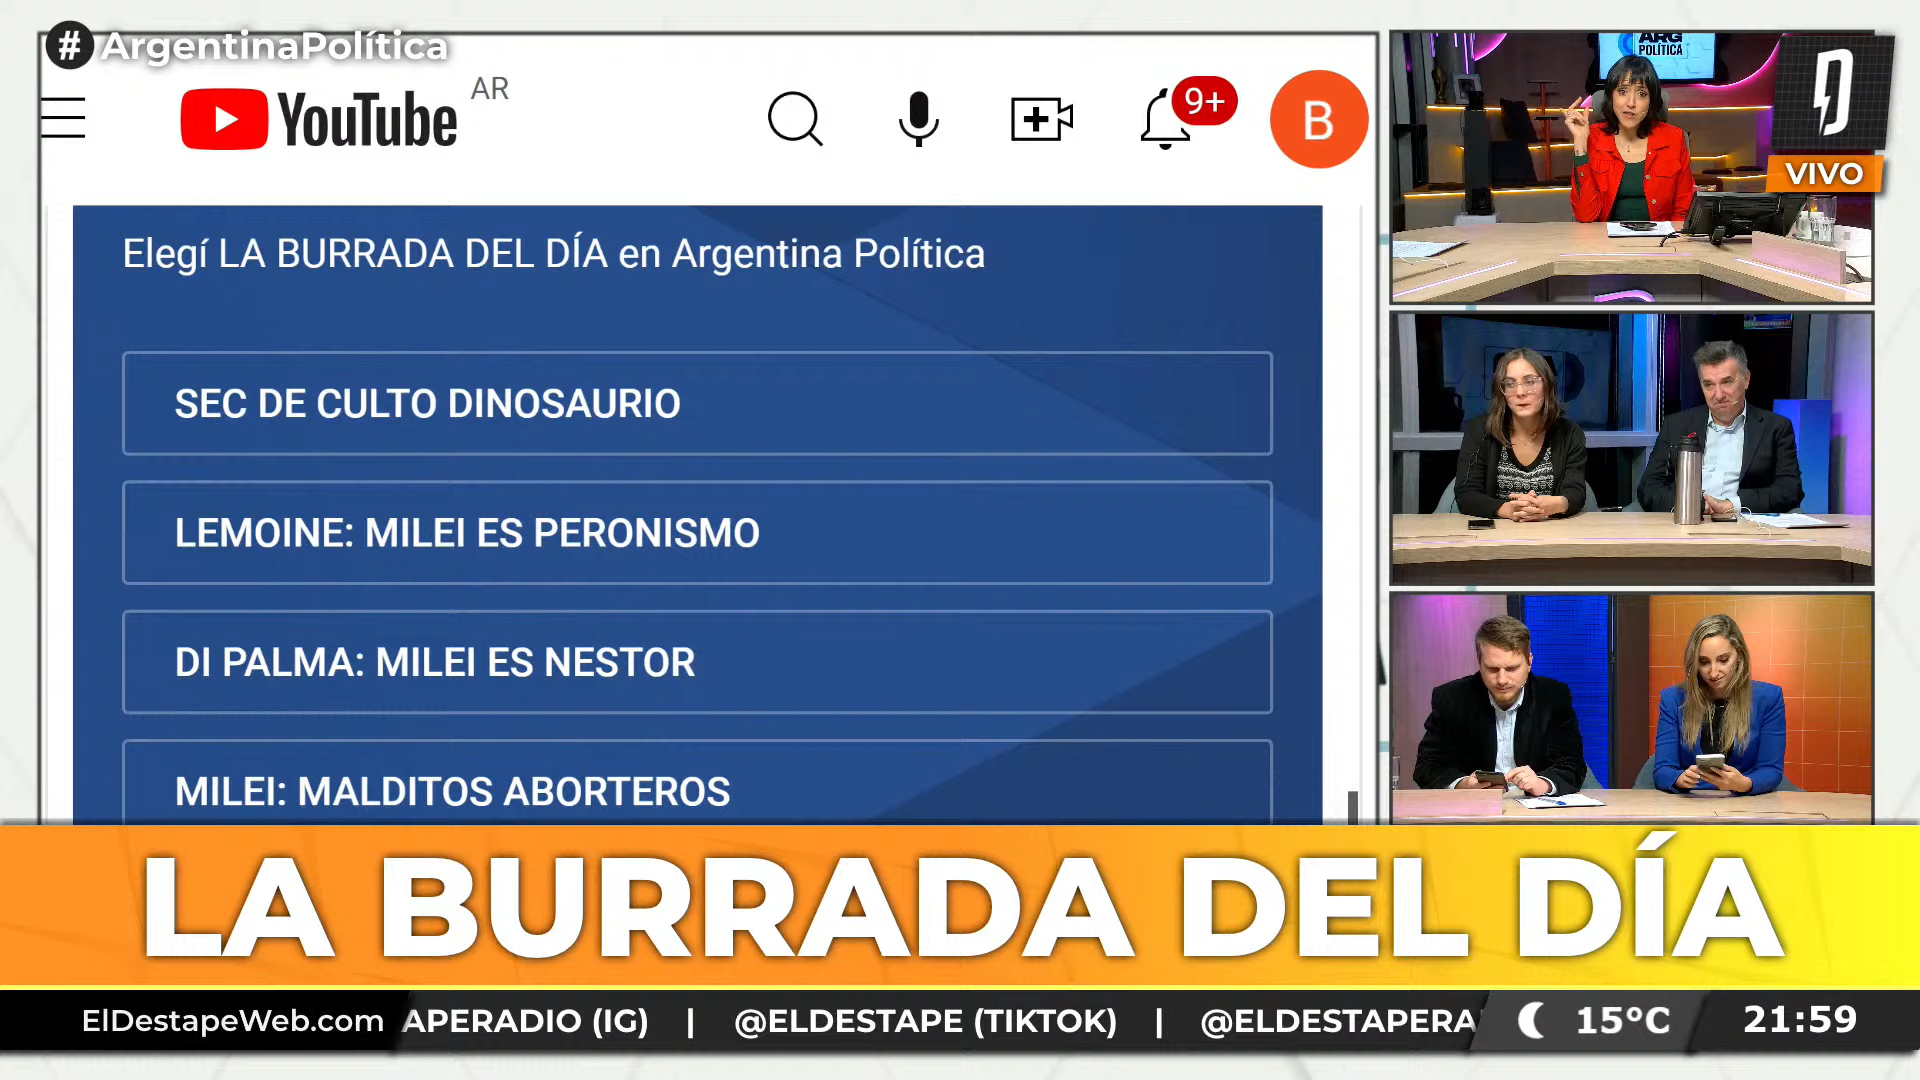 # ArgentinaPolítica
YouTube AR
9+
B
Elegí LA BURRADA DEL DÍA en Argentina Política
SEC DE CULTO DINOSAURIO
LEMOINE: MILEI ES PERONISMO
DI PALMA: MILEI ES NESTOR
MILEI: MALDITOS ABORTEROS
ARG
POLÍTICA
VIVO
LA BURRADA DEL DÍA
ElDestapeWeb.com
APERADIO (IG) | @ELDESTAPE (TIKTOK) | @ELDESTAPERA
15°C
21:59